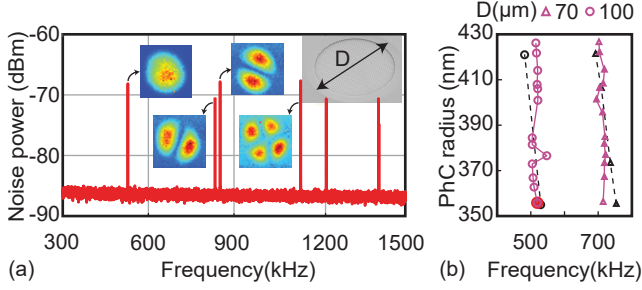 Noise power (dBm)
-60
-70
-80
-90
D
300
600
900
1200
1500
(a)
Frequency(kHz)
D(μm) 70 100
PhC radius (nm)
430
410
390
370
350
500
700
(b)
Frequency(kHz)